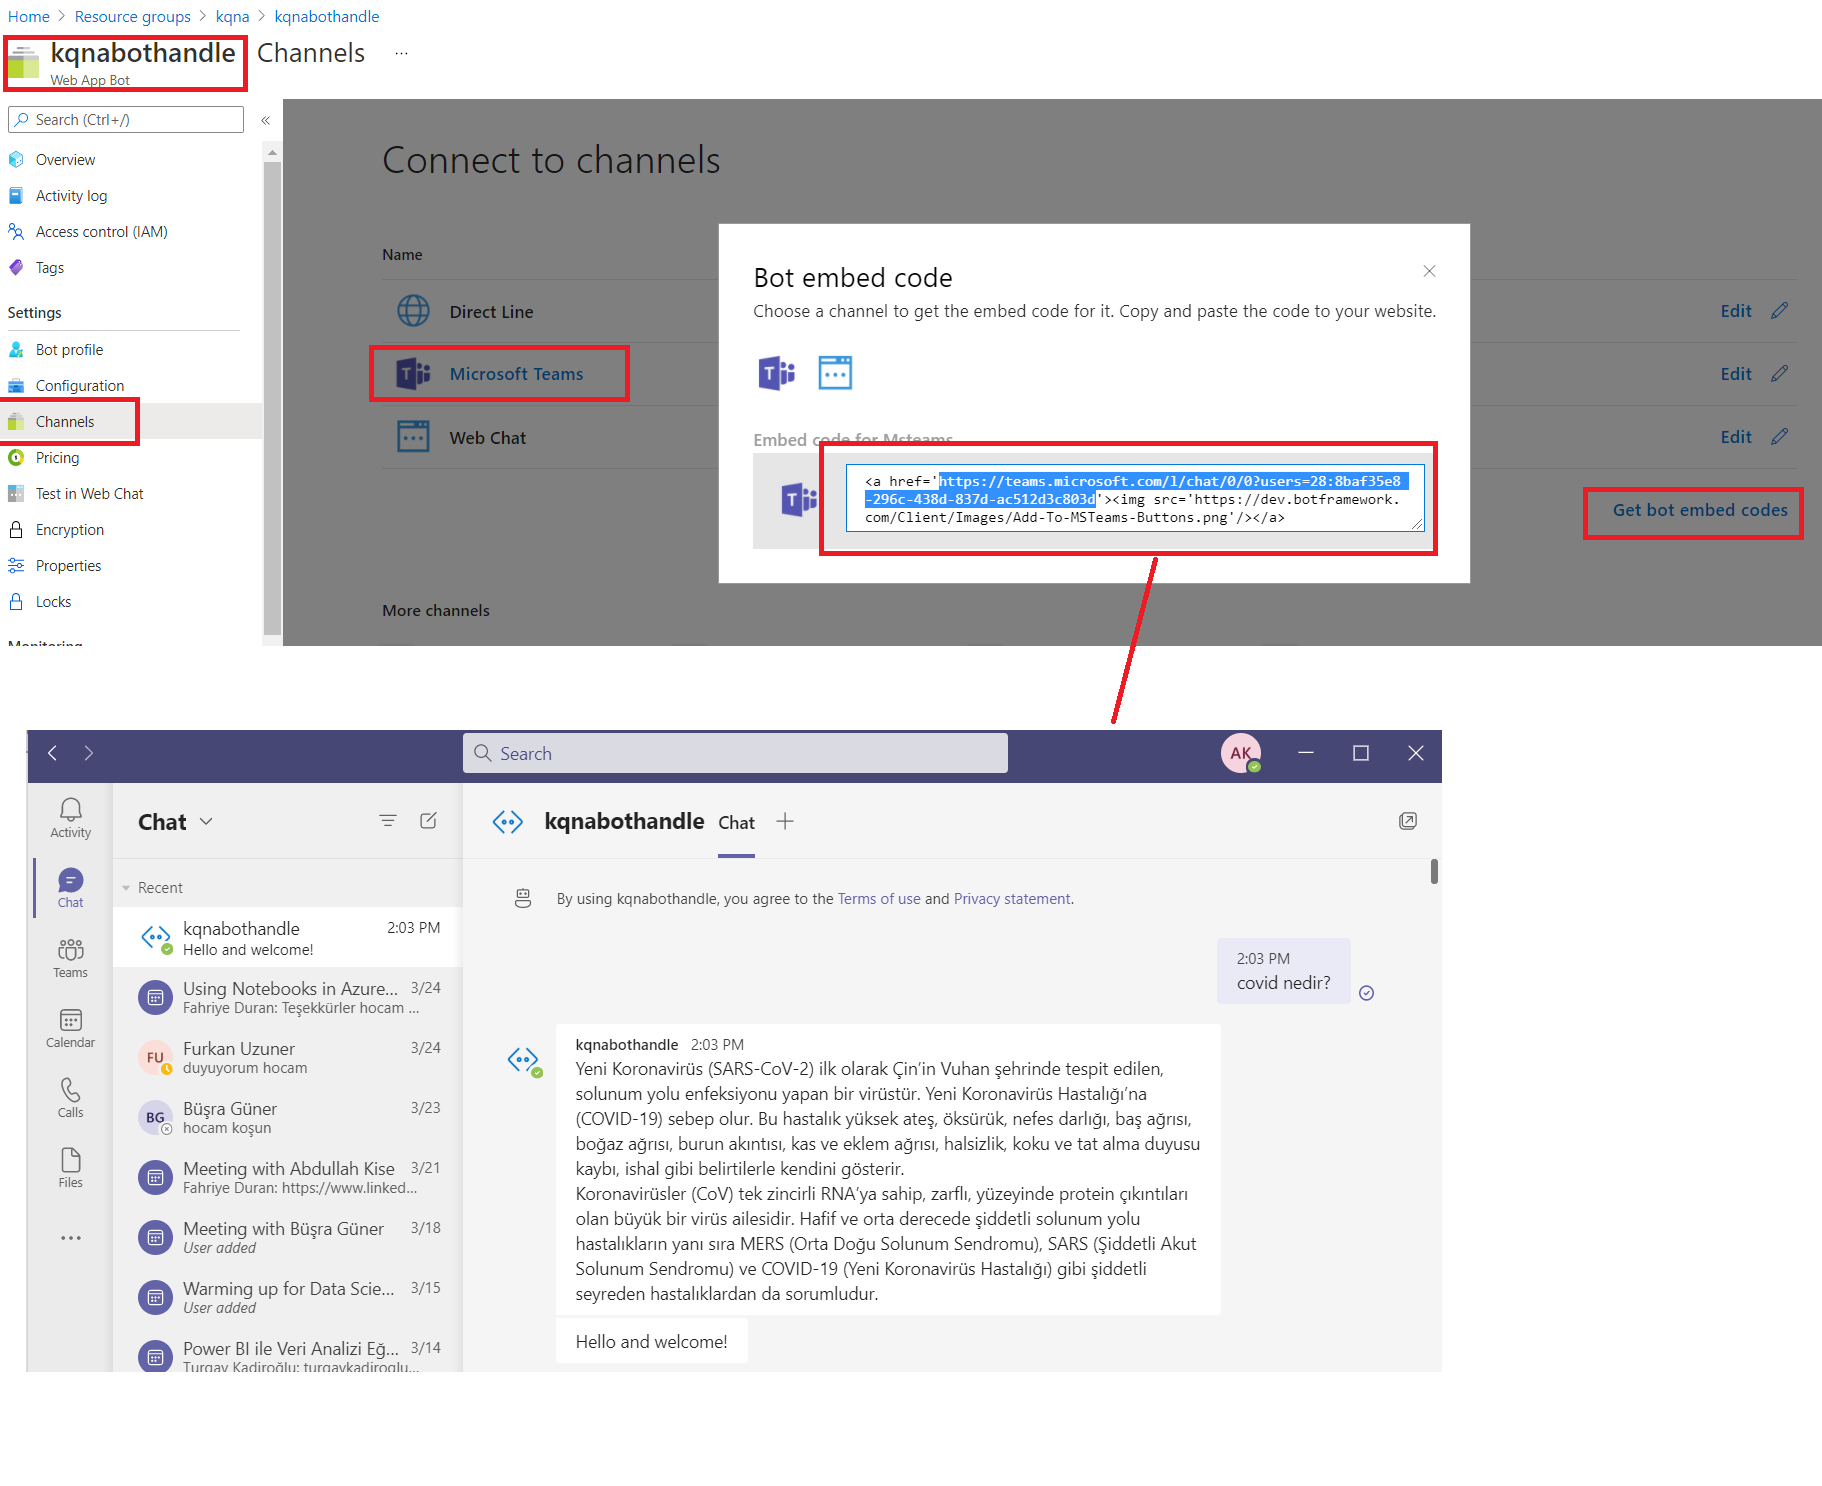 Home > Resource groups > kqna > kqnabothandle
kqnabothandle Channels ...
Web App Bot
Search (Ctrl+/)
«
Overview
Activity log
Access control (IAM)
Tags
Settings
Bot profile
Configuration
Channels
Pricing
Test in Web Chat
Encryption
Properties
Locks
Monitoring
Connect to channels
Name
Direct Line
Edit
Microsoft Teams
Edit
Web Chat
Edit
Get bot embed codes
More channels
Bot embed code
Choose a channel to get the embed code for it. Copy and paste the code to your website.
Embed code for Msteams
<a href='https://teams.microsoft.com/l/chat/0/0?users=28:8baf35e8
-296c-438d-837d-ac512d3c803d'><img src='https://dev.botframework.
com/Client/Images/Add-To-MSTeams-Buttons.png'/></a>
Search
AK
Activity
Chat
Teams
Calendar
Calls
Files
...
Chat
Recent
kqnabothandle 2:03 PM
Hello and welcome!
Using Notebooks in Azure... 3/24
Fahriye Duran: Teşekkürler hocam ...
FU
Furkan Uzuner 3/24
duyuyorum hocam
BG
Büşra Güner 3/23
hocam koşun
Meeting with Abdullah Kise 3/21
Fahriye Duran: https://www.linked...
Meeting with Büşra Güner 3/18
User added
Warming up for Data Scie... 3/15
User added
Power BI ile Veri Analizi Eğ... 3/14
Turgay Kadiroğlu: turgaykadiroglu...
kqnabothandle Chat +
By using kqnabothandle, you agree to the Terms of use and Privacy statement.
2:03 PM
covid nedir?
kqnabothandle 2:03 PM
Yeni Koronavirüs (SARS-CoV-2) ilk olarak Çin'in Vuhan şehrinde tespit edilen,
solunum yolu enfeksiyonu yapan bir virüstür. Yeni Koronavirüs Hastalığı'na
(COVID-19) sebep olur. Bu hastalık yüksek ateş, öksürük, nefes darlığı, baş ağrısı,
boğaz ağrısı, burun akıntısı, kas ve eklem ağrısı, halsizlik, koku ve tat alma duyusu
kaybı, ishal gibi belirtilerle kendini gösterir.
Koronavirüsler (CoV) tek zincirli RNA'ya sahip, zarflı, yüzeyinde protein çıkıntıları
olan büyük bir virüs ailesidir. Hafif ve orta derecede şiddetli solunum yolu
hastalıkların yanı sıra MERS (Orta Doğu Solunum Sendromu), SARS (Şiddetli Akut
Solunum Sendromu) ve COVID-19 (Yeni Koronavirüs Hastalığı) gibi şiddetli
seyreden hastalıklardan da sorumludur.
Hello and welcome!